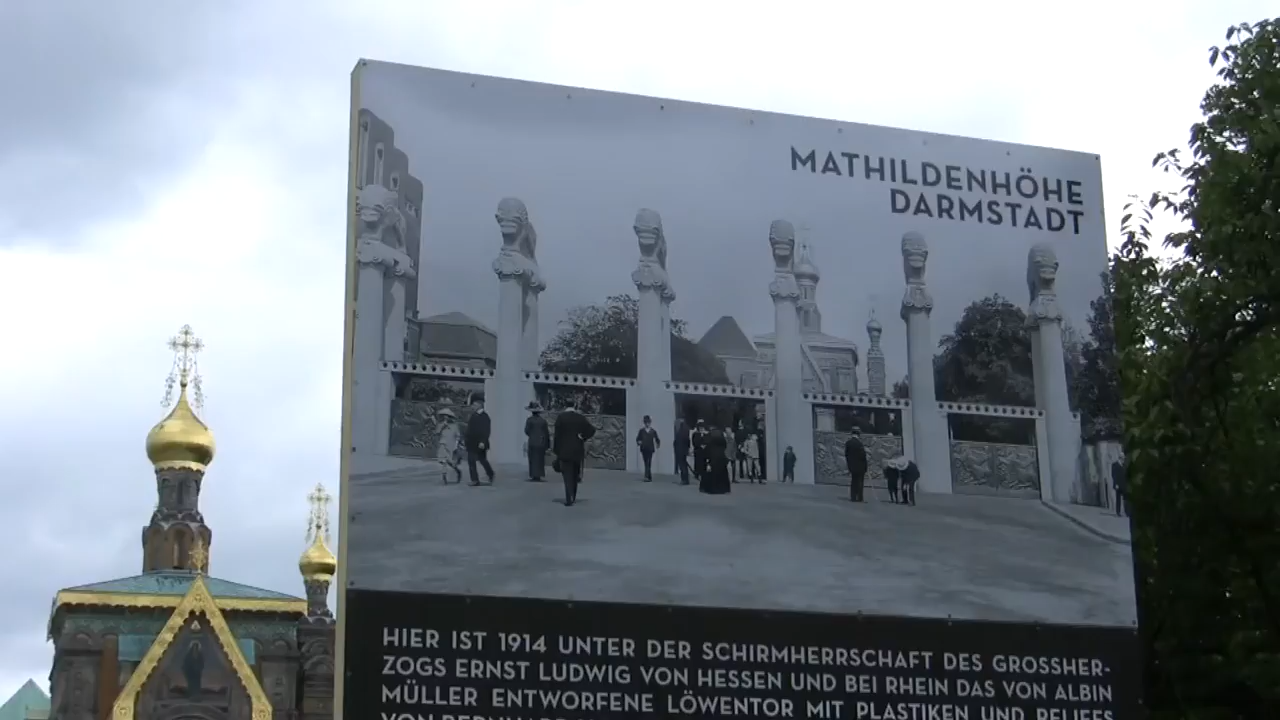 MATHILDENHÖHE
DARMSTADT
HIER IST 1914 UNTER DER SCHIRMHERRSCHAFT DES GROSSHER-
ZOGS ERNST LUDWIG VON HESSEN UND BEI RHEIN DAS VON ALBIN
MÜLLER ENTWORFENE LÖWENTOR MIT PLASTIKEN UND RELIEFS
VON